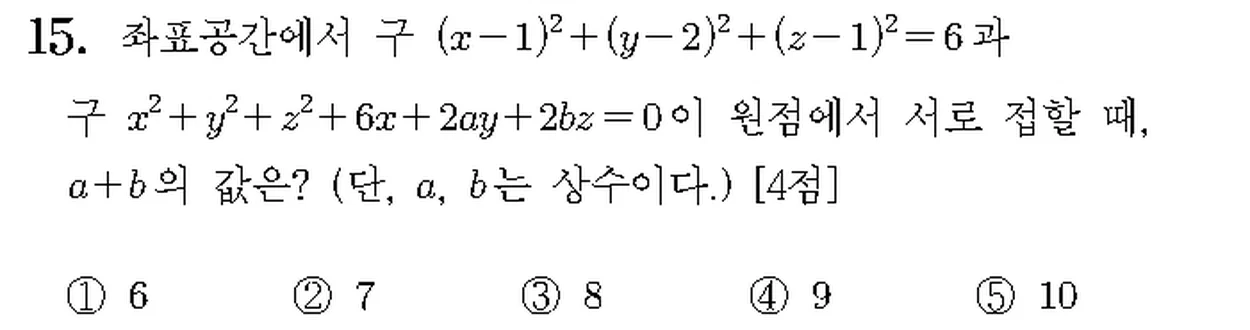 15. 좌표공간에서 구 (x-1)²+(y-2)²+(z-1)²=6과
구 x²+y²+z²+6x+2ay+2bz=0이 원점에서 서로 접할 때,
a+b의 값은? (단, a, b는 상수이다.) [4점]
① 6 ② 7 ③ 8 ④ 9 ⑤ 10